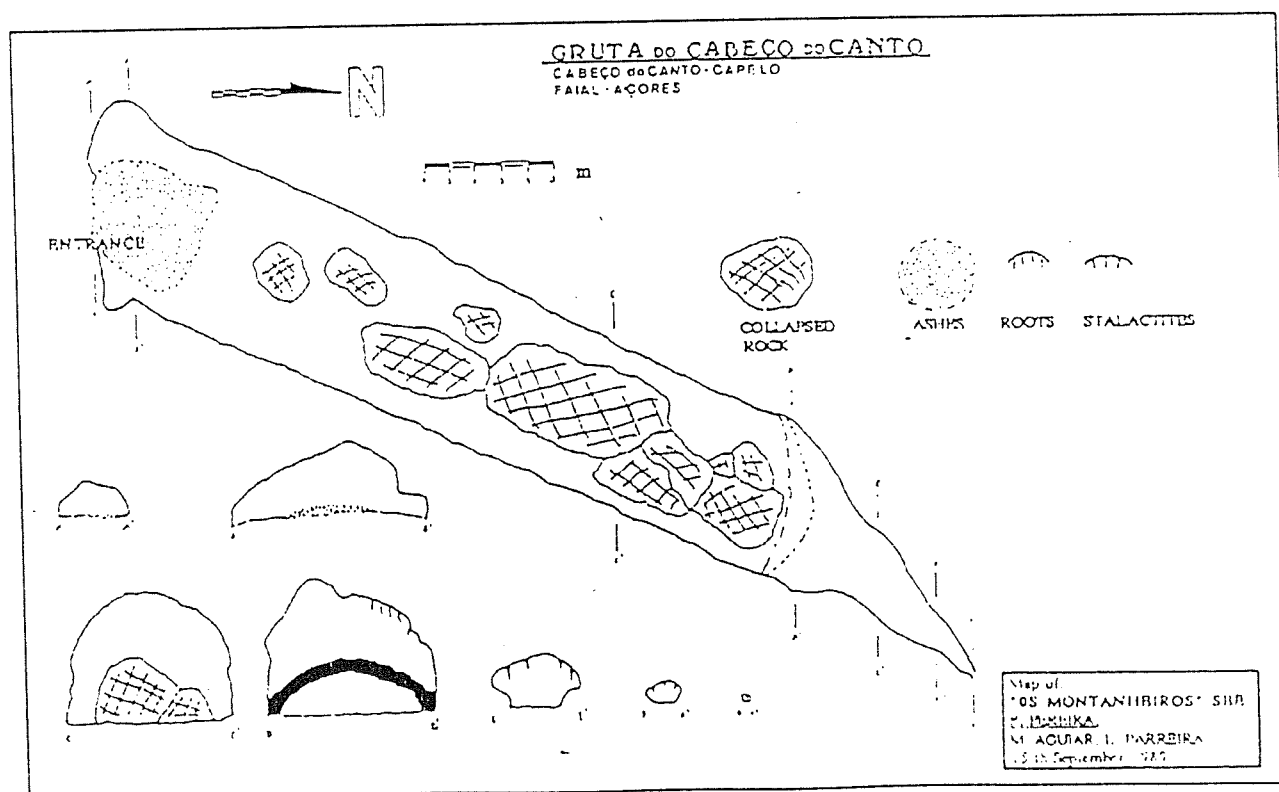 GRUTA DO CABEÇO DO CANTO
CABEÇO do CANTO - CAPELO
FAIAL - AÇORES
N
m
ENTRANCE
COLLAPSED
ROCK
ASHES
ROOTS
STALACTITES
Map of
"OS MONTANHEIROS"
PEREIRA
M AGUIAR, PARREIRA
September